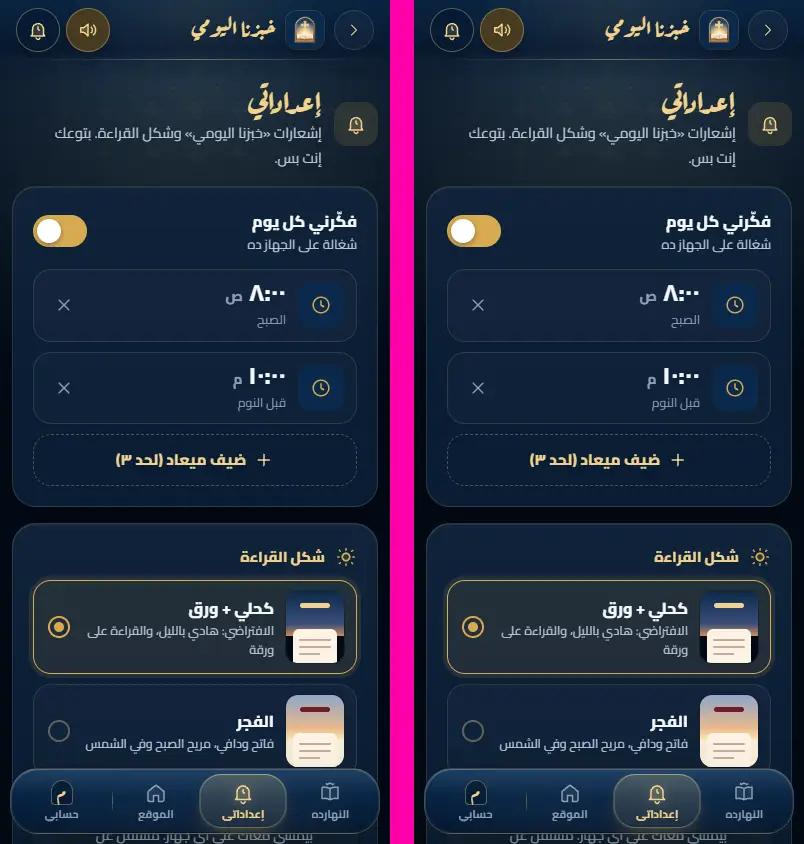 خبزنا اليومي
إعداداتي
إشعارات «خبزنا اليومي» وشكل القراءة. بتوعك
إنت بس.
فكّرني كل يوم
شغالة على الجهاز ده
٨:٠٠ ص
الصبح
١٠:٠٠ م
قبل النوم
ضيف ميعاد (لحد ٣)
شكل القراءة
كحلي + ورق
الافتراضي: هادي بالليل، والقراءة على
ورقة
الفجر
فاتح ودافي، مريح الصبح وفي الشمس
النهارده
إعداداتي
الموقع
م
حسابي
خبزنا اليومي
إعداداتي
إشعارات «خبزنا اليومي» وشكل القراءة. بتوعك
إنت بس.
فكّرني كل يوم
شغالة على الجهاز ده
٨:٠٠ ص
الصبح
١٠:٠٠ م
قبل النوم
ضيف ميعاد (لحد ٣)
شكل القراءة
كحلي + ورق
الافتراضي: هادي بالليل، والقراءة على
ورقة
الفجر
فاتح ودافي، مريح الصبح وفي الشمس
النهارده
إعداداتي
الموقع
م
حسابي